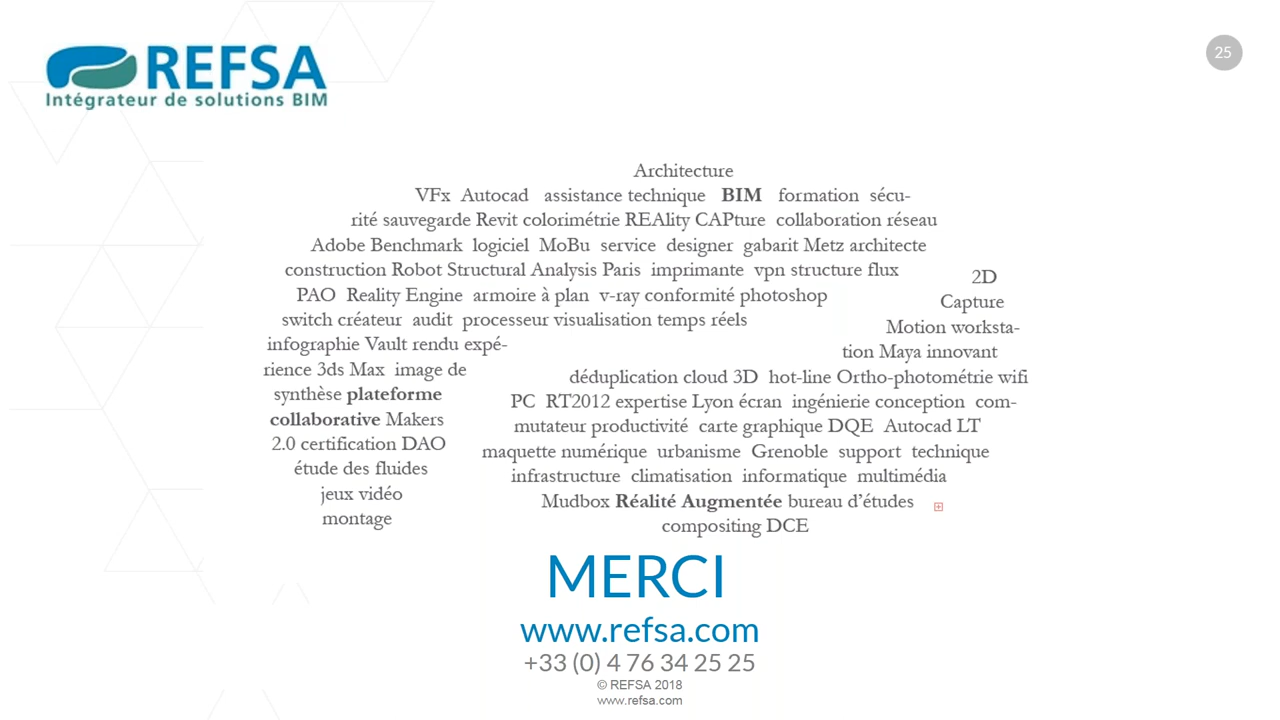 REFSA
Intégrateur de solutions BIM
25
Architecture
VFx Autocad assistance technique BIM formation sécu-
rité sauvegarde Revit colorimétrie REAlity CAPture collaboration réseau
Adobe Benchmark logiciel MoBu service designer gabarit Metz architecte
construction Robot Structural Analysis Paris imprimante vpn structure flux
PAO Reality Engine armoire à plan v-ray conformité photoshop
switch créateur audit processeur visualisation temps réels
infographie Vault rendu expé-
rience 3ds Max image de
synthèse plateforme
collaborative Makers
2.0 certification DAO
étude des fluides
jeux vidéo
montage
2D
Capture
Motion worksta-
tion Maya innovant
déduplication cloud 3D hot-line Ortho-photométrie wifi
PC RT2012 expertise Lyon écran ingénierie conception com-
mutateur productivité carte graphique DQE Autocad LT
maquette numérique urbanisme Grenoble support technique
infrastructure climatisation informatique multimédia
Mudbox Réalité Augmentée bureau d'études
compositing DCE
MERCI
www.refsa.com
+33 (0) 4 76 34 25 25
© REFSA 2018
www.refsa.com